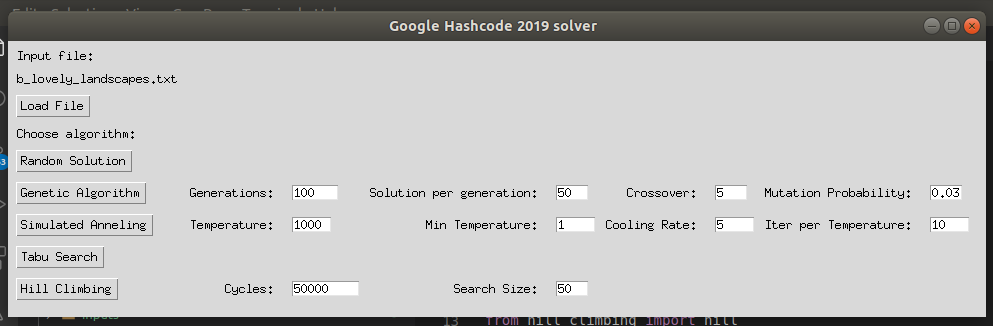 Google Hashcode 2019 solver
Input file:
b_lovely_landscapes.txt
Load File
Choose algorithm:
Random Solution
Genetic Algorithm Generations: 100 Solution per generation: 50 Crossover: 5 Mutation Probability: 0.03
Simulated Anneling Temperature: 1000 Min Temperature: 1 Cooling Rate: 5 Iter per Temperature: 10
Tabu Search
Hill Climbing Cycles: 50000 Search Size: 50
inputs 13 from hill_climbing import hill